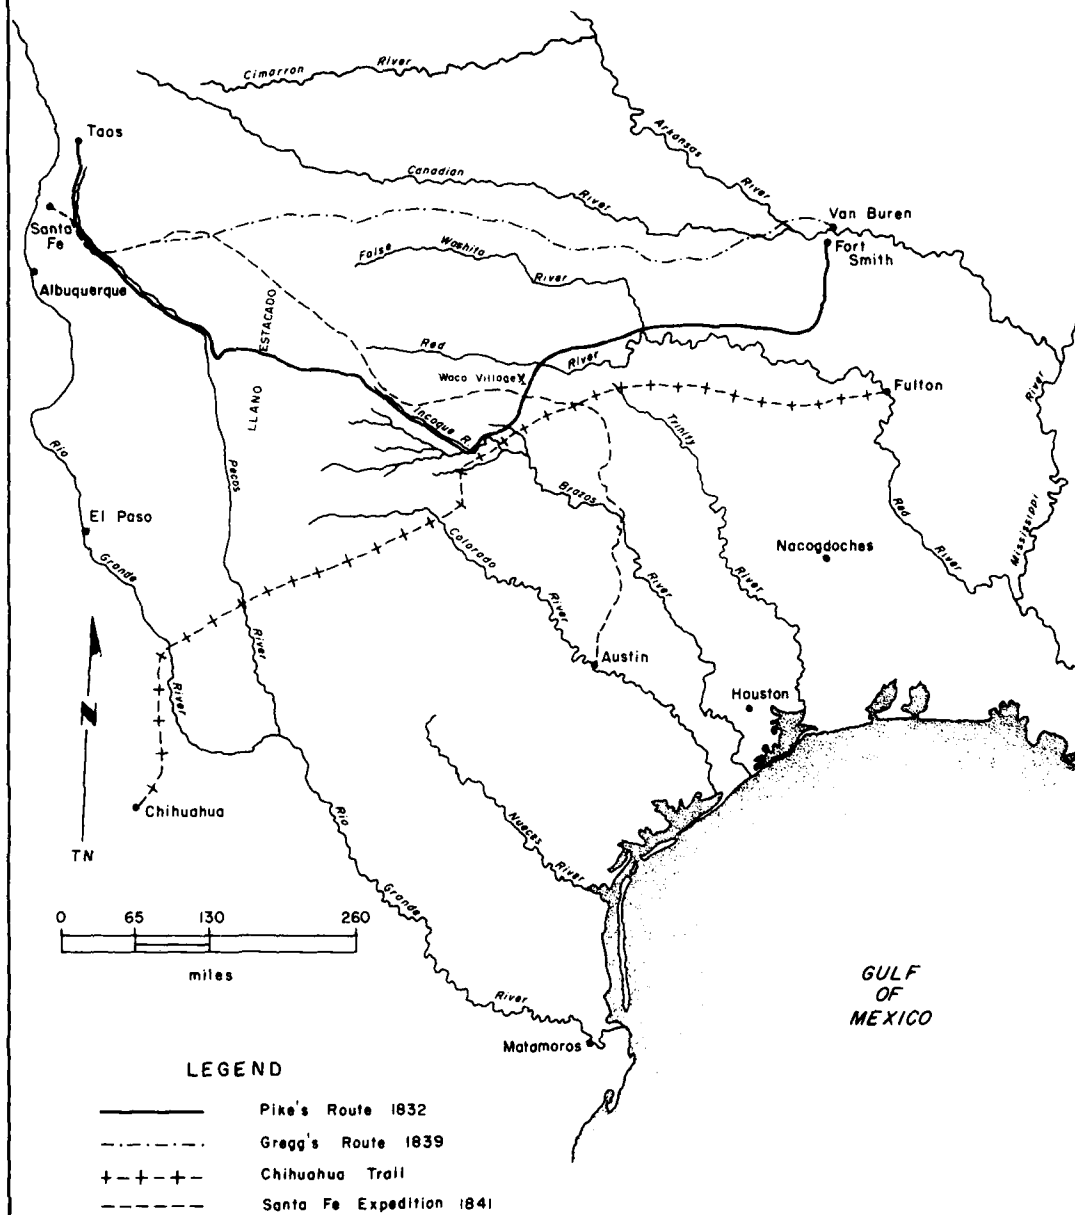 Cimarron River
Arkansas River
Taos
Canadian River
Van Buren
Santa Fe
Fort Smith
False Washita River
Albuquerque
LLANO ESTACADO
Red River
Waco Village X
Fulton
Incoque R.
Trinity River
Rio Grande River
Pecos River
Brazos River
El Paso
Colorado River
Red River
Mississippi River
Nacogdoches
Austin
Houston
N
Chihuahua
TN
Nueces River
Rio Grande River
0 65 130 260
miles
GULF
OF
MEXICO
Matamoros
LEGEND
Pike's Route 1832
Gregg's Route 1839
Chihuahua Trail
Santa Fe Expedition 1841